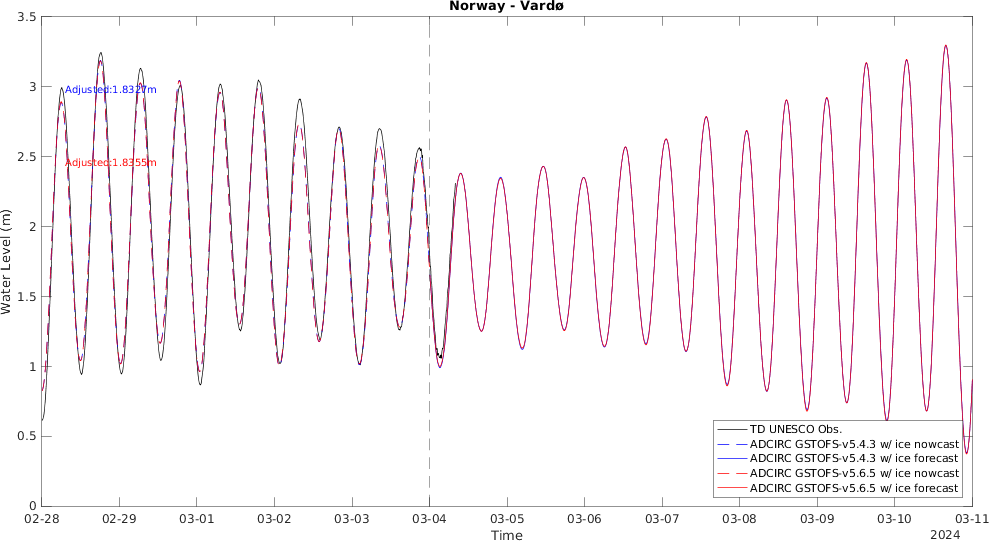 Norway - Vardø
3.5
3
2.5
2
1.5
1
0.5
0
Water Level (m)
Adjusted:1.8327m
Adjusted:1.8355m
TD UNESCO Obs.
ADCIRC GSTOFS-v5.4.3 w/ ice nowcast
ADCIRC GSTOFS-v5.4.3 w/ ice forecast
ADCIRC GSTOFS-v5.6.5 w/ ice nowcast
ADCIRC GSTOFS-v5.6.5 w/ ice forecast
02-28 02-29 03-01 03-02 03-03 03-04 03-05 03-06 03-07 03-08 03-09 03-10 03-11
Time
2024